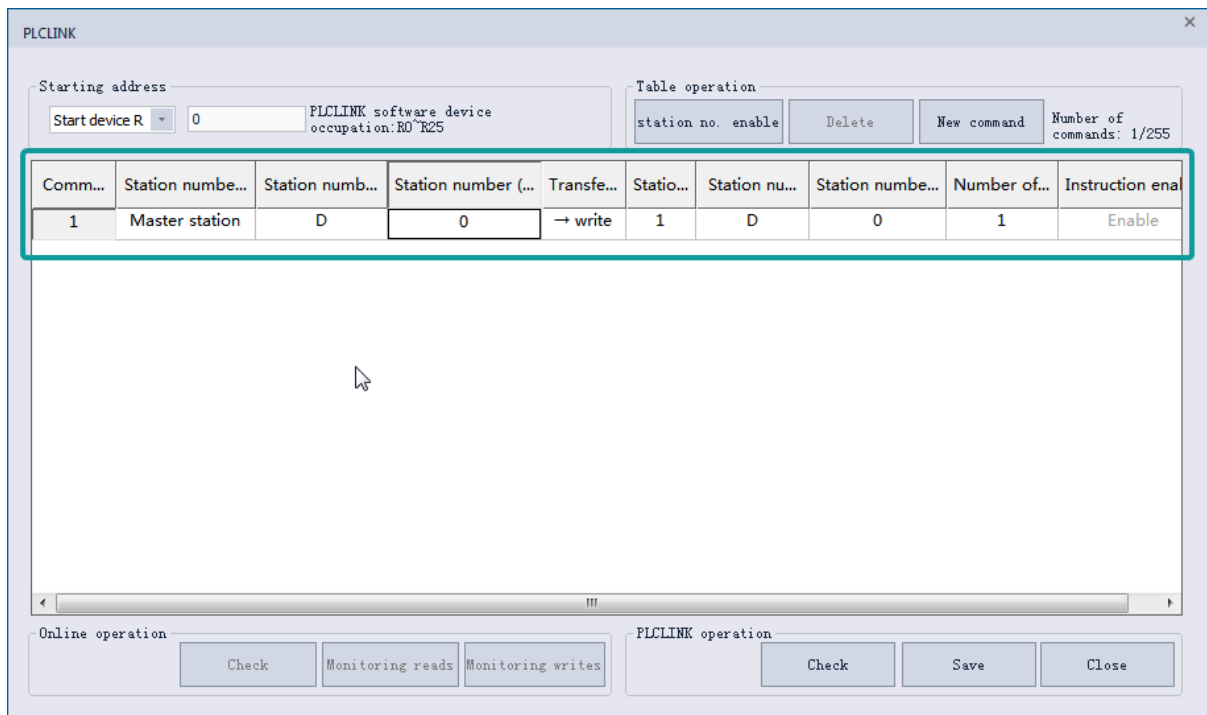 PLCLINK
Starting address
Start device R 0 PLCLINK software device
occupation:R0~R25
Table operation
station no. enable Delete New command Number of
commands: 1/255
Comm... Station numbe... Station numb... Station number (... Transfe... Statio... Station nu... Station numbe... Number of... Instruction enal
1 Master station D 0 → write 1 D 0 1 Enable
Online operation
Check Monitoring reads Monitoring writes
PLCLINK operation
Check Save Close